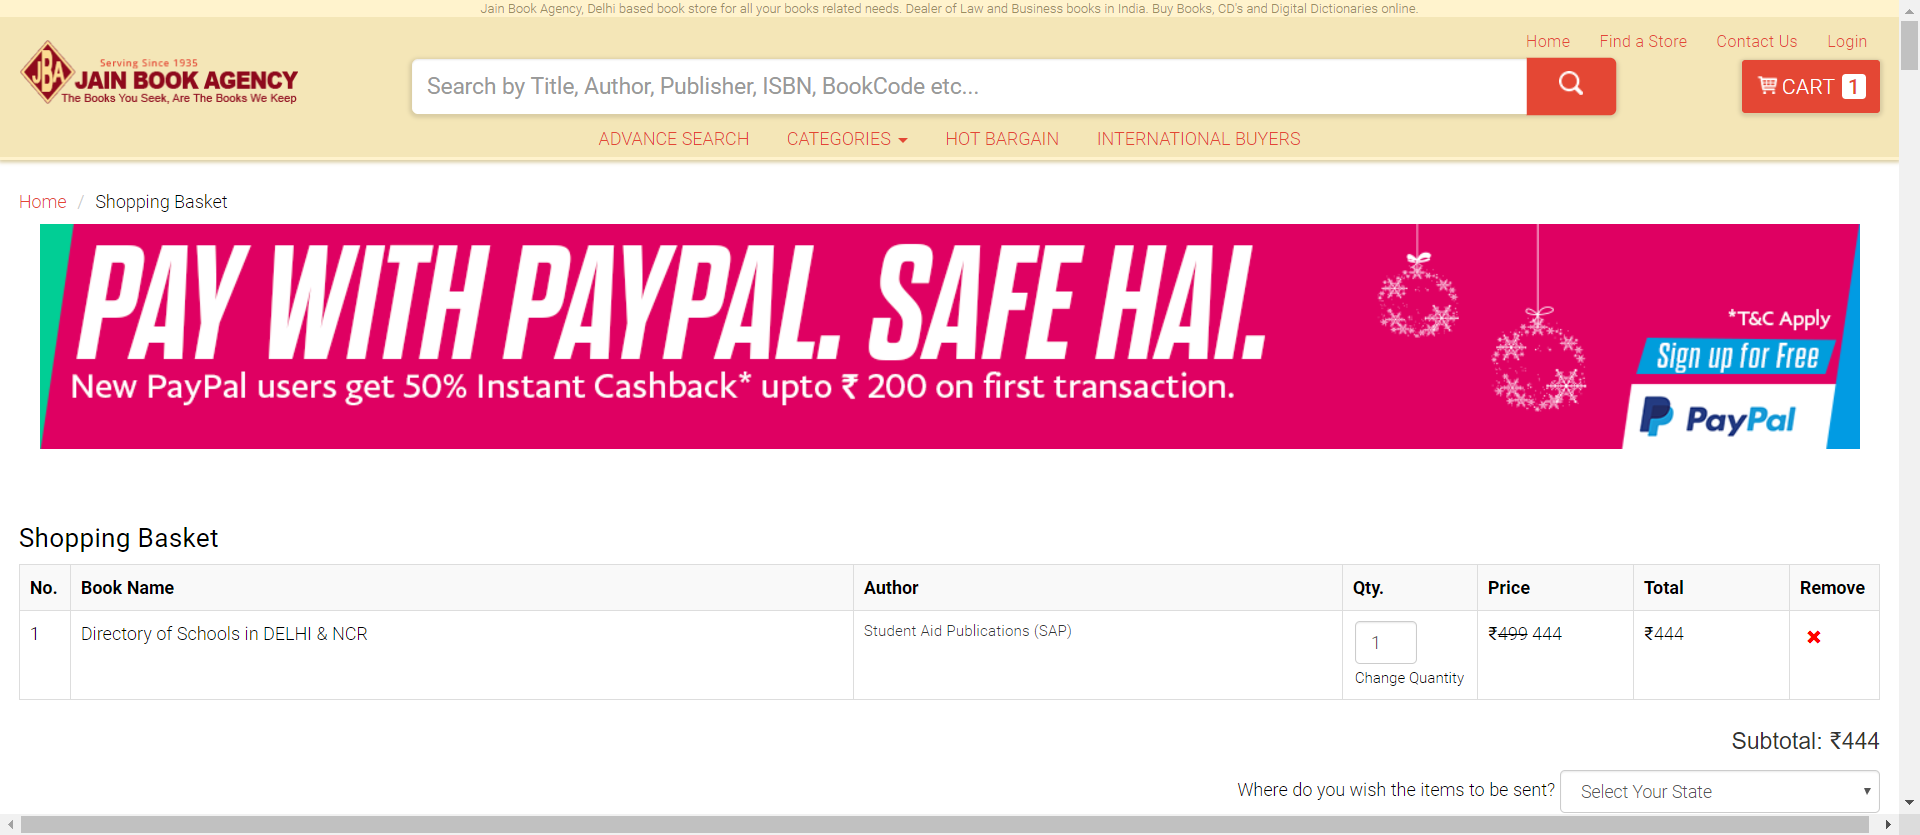 Jain Book Agency, Delhi based book store for all your books related needs. Dealer of Law and Business books in India. Buy Books, CD's and Digital Dictionaries online.
Home Find a Store Contact Us Login
Serving Since 1935
JBA JAIN BOOK AGENCY
The Books You Seek, Are The Books We Keep
Search by Title, Author, Publisher, ISBN, BookCode etc...
CART 1
ADVANCE SEARCH CATEGORIES HOT BARGAIN INTERNATIONAL BUYERS
Home / Shopping Basket
PAY WITH PAYPAL. SAFE HAI.
New PayPal users get 50% Instant Cashback* upto ₹ 200 on first transaction.
*T&C Apply
Sign up for Free
PayPal
Shopping Basket
No. Book Name Author Qty. Price Total Remove
1 Directory of Schools in DELHI & NCR Student Aid Publications (SAP) 1 ₹499 444 ₹444
Change Quantity
Subtotal: ₹444
Where do you wish the items to be sent? Select Your State